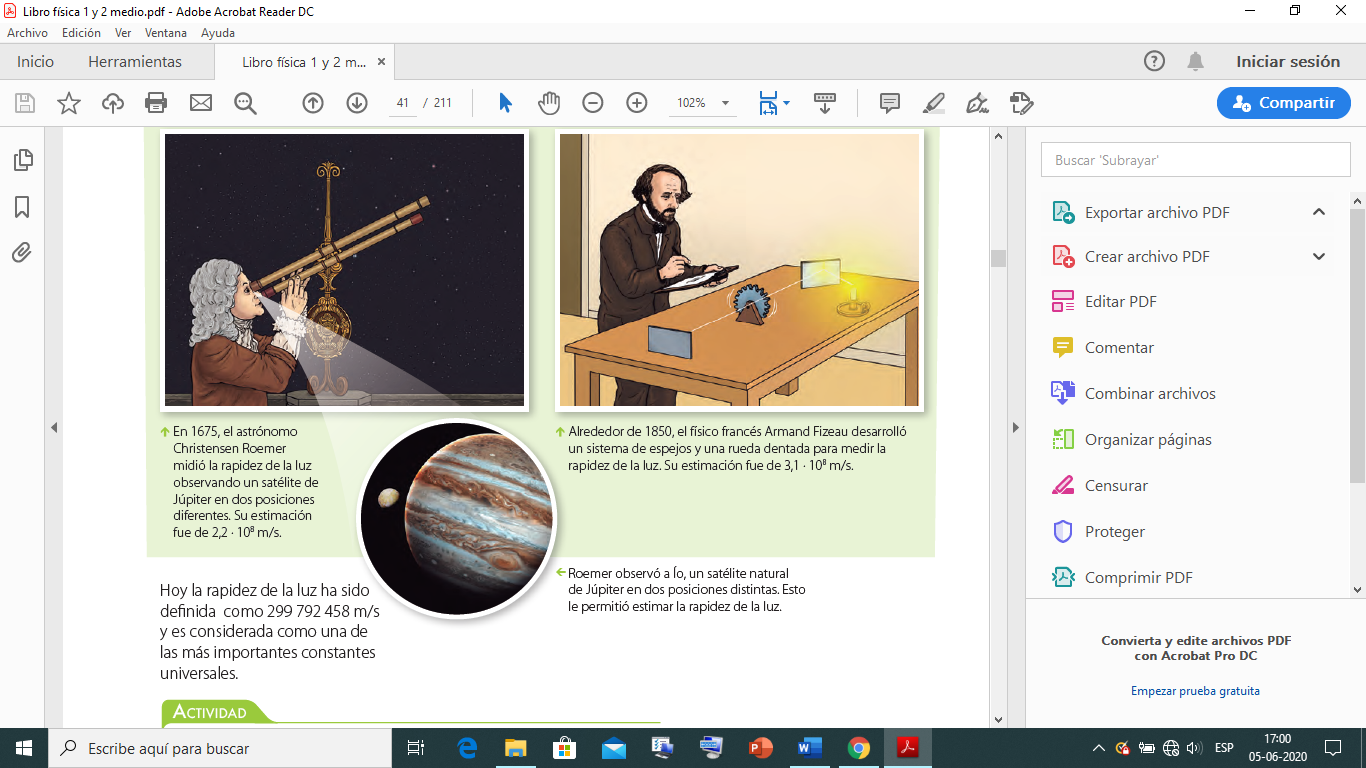 Libro física 1 y 2 medio.pdf - Adobe Acrobat Reader DC
Archivo Edición Ver Ventana Ayuda
Inicio Herramientas Libro física 1 y 2 m... Iniciar sesión
41 / 211 102% Compartir
En 1675, el astrónomo
Christensen Roemer
midió la rapidez de la luz
observando un satélite de
Júpiter en dos posiciones
diferentes. Su estimación
fue de 2,2 · 10⁸ m/s.
Alrededor de 1850, el físico francés Armand Fizeau desarrolló
un sistema de espejos y una rueda dentada para medir la
rapidez de la luz. Su estimación fue de 3,1 · 10⁸ m/s.
Roemer observó a Ío, un satélite natural
de Júpiter en dos posiciones distintas. Esto
le permitió estimar la rapidez de la luz.
Hoy la rapidez de la luz ha sido
definida como 299 792 458 m/s
y es considerada como una de
las más importantes constantes
universales.
ACTIVIDAD
Buscar 'Subrayar'
Exportar archivo PDF
Crear archivo PDF
Editar PDF
Comentar
Combinar archivos
Organizar páginas
Censurar
Proteger
Comprimir PDF
Convierta y edite archivos PDF
con Acrobat Pro DC
Empezar prueba gratuita
Escribe aquí para buscar
ESP
17:00
05-06-2020